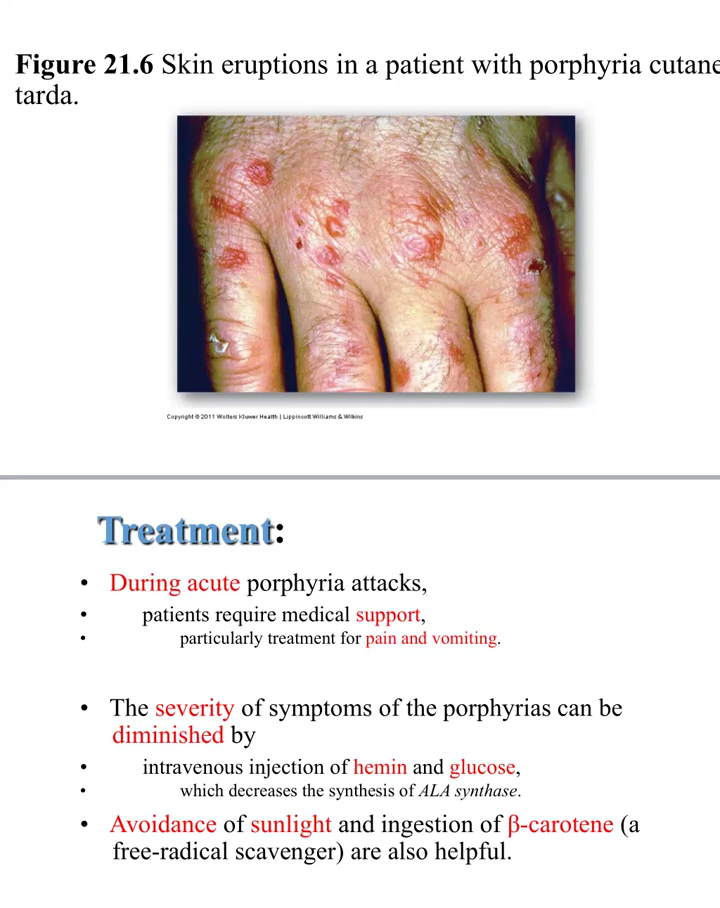 Figure 21.6 Skin eruptions in a patient with porphyria cutane
tarda.
Copyright © 2011 Wolters Kluwer Health | Lippincott Williams & Wilkins
Treatment:
• During acute porphyria attacks,
• patients require medical support,
• particularly treatment for pain and vomiting.
• The severity of symptoms of the porphyrias can be
diminished by
• intravenous injection of hemin and glucose,
• which decreases the synthesis of ALA synthase.
• Avoidance of sunlight and ingestion of β-carotene (a
free-radical scavenger) are also helpful.